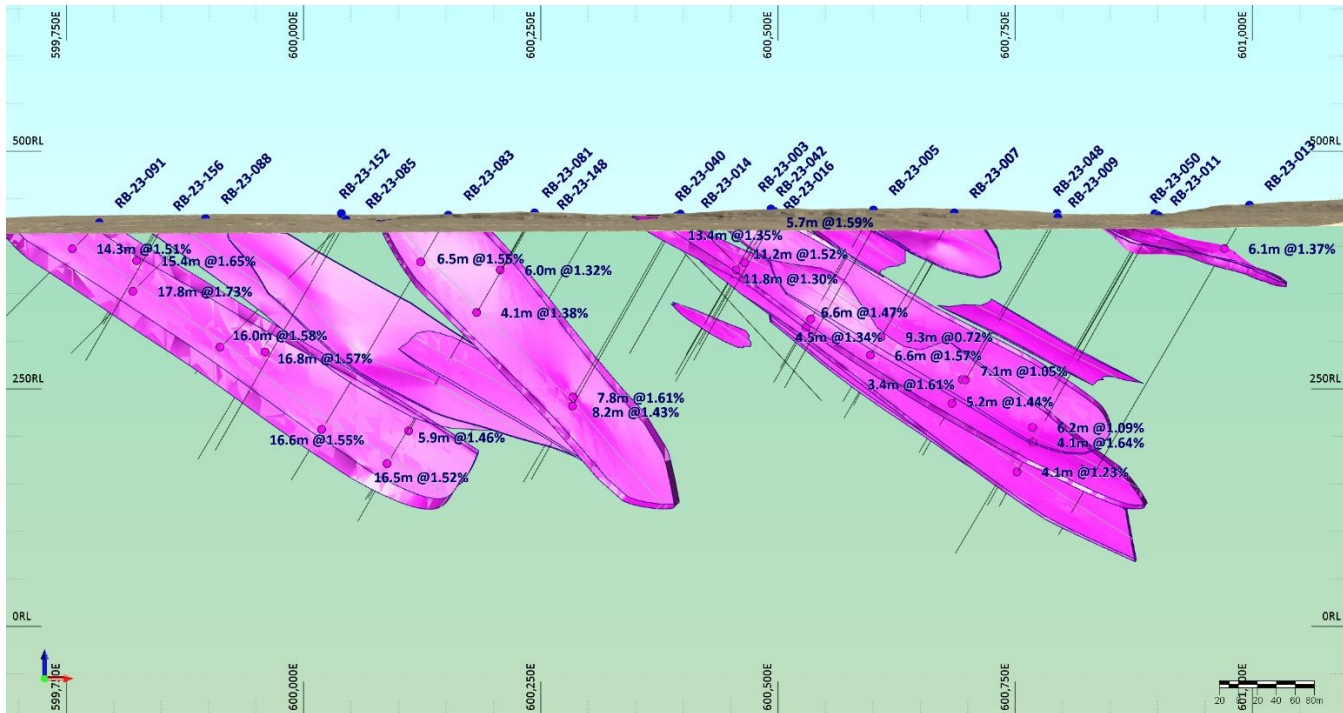 599,750E
600,000E
600,250E
600,500E
600,750E
601,000E
500RL
500RL
RB-23-091
RB-23-156
RB-23-088
RB-23-152
RB-23-085
RB-23-083
RB-23-081
RB-23-148
RB-23-040
RB-23-014
RB-23-003
RB-23-042
RB-23-016
RB-23-005
RB-23-007
RB-23-048
RB-23-009
RB-23-050
RB-23-011
RB-23-013
5.7m @1.59%
14.3m @1.51%
15.4m @1.65%
17.8m @1.73%
6.5m @1.55%
6.0m @1.32%
4.1m @1.38%
13.4m @1.35%
11.2m @1.52%
11.8m @1.30%
6.1m @1.37%
16.0m @1.58%
16.8m @1.57%
6.6m @1.47%
4.5m @1.34%
9.3m @0.72%
6.6m @1.57%
7.1m @1.05%
3.4m @1.61%
5.2m @1.44%
250RL
250RL
7.8m @1.61%
8.2m @1.43%
6.2m @1.09%
4.1m @1.64%
16.6m @1.55%
5.9m @1.46%
16.5m @1.52%
4.1m @1.23%
0RL
0RL
599,750E
600,000E
600,250E
600,500E
600,750E
20 0 20 40 60 80m